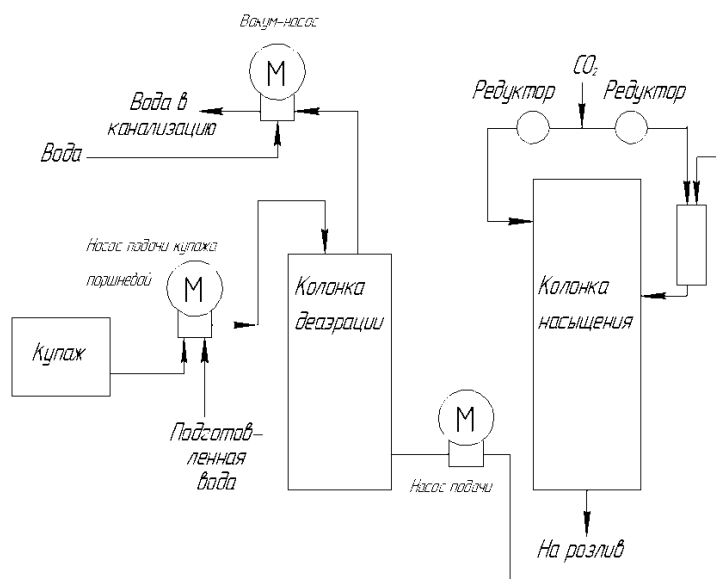 Вакум-насос
М
Вода в
канализацию
Вода
CO₂
Редуктор
Редуктор
Насос подачи купажа
поршневой
М
Колонка
деаэрации
Колонка
насыщения
Купаж
Подготов-
ленная
вода
М
Насос подачи
На розлив